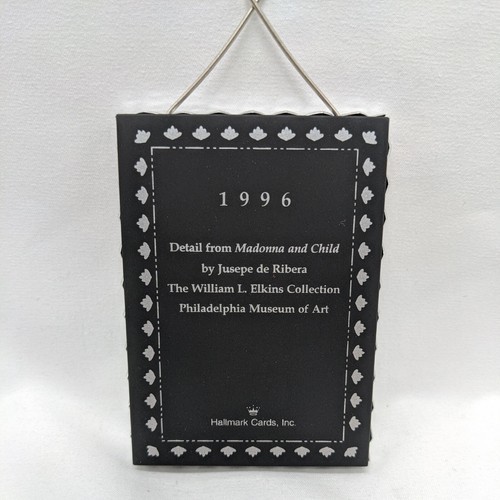 1996
Detail from Madonna and Child
by Jusepe de Ribera
The William L. Elkins Collection
Philadelphia Museum of Art
Hallmark Cards, Inc.